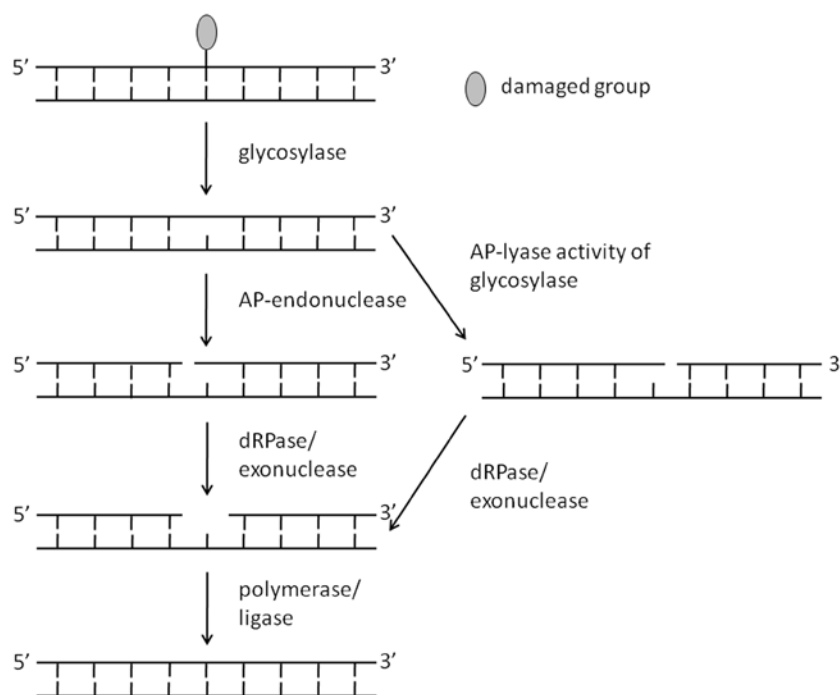 5’ 3’
damaged group
glycosylase
5’ 3’
AP-lyase activity of
glycosylase
AP-endonuclease
5’ 3’
5’ 3
dRPase/
exonuclease
dRPase/
exonuclease
5’ 3’
polymerase/
ligase
5’ 3’